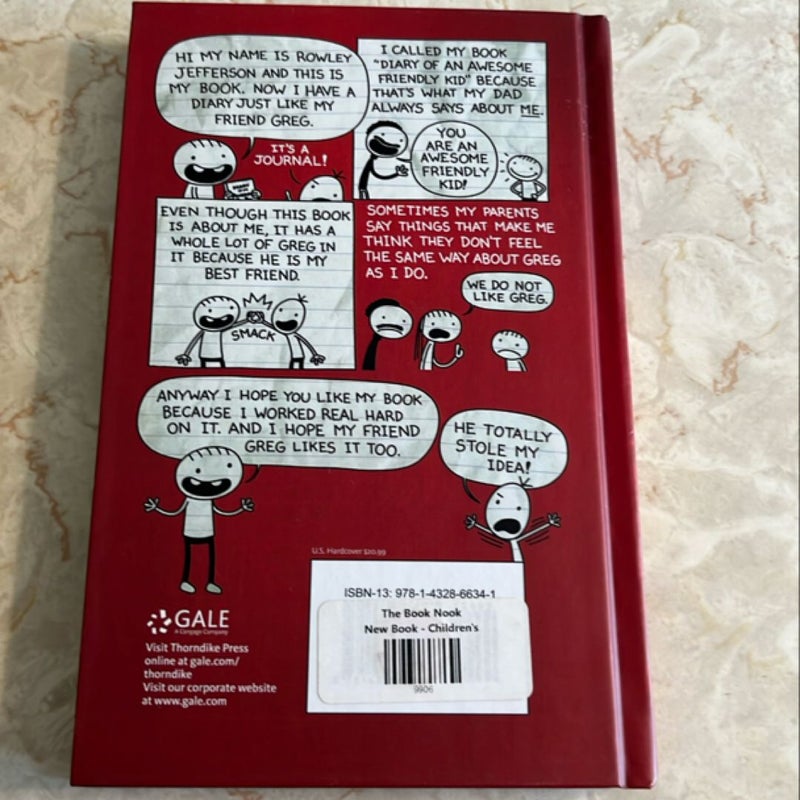 HI MY NAME IS ROWLEY
JEFFERSON AND THIS IS
MY BOOK. NOW I HAVE A
DIARY JUST LIKE MY
FRIEND GREG.
IT'S A
JOURNAL!
I CALLED MY BOOK
"DIARY OF AN AWESOME
FRIENDLY KID" BECAUSE
THAT'S WHAT MY DAD
ALWAYS SAYS ABOUT ME.
YOU
ARE AN
AWESOME
FRIENDLY
KID!
EVEN THOUGH THIS BOOK
IS ABOUT ME, IT HAS A
WHOLE LOT OF GREG IN
IT BECAUSE HE IS MY
BEST FRIEND.
SMACK
SOMETIMES MY PARENTS
SAY THINGS THAT MAKE ME
THINK THEY DON'T FEEL
THE SAME WAY ABOUT GREG
AS I DO.
WE DO NOT
LIKE GREG.
ANYWAY I HOPE YOU LIKE MY BOOK
BECAUSE I WORKED REAL HARD
ON IT. AND I HOPE MY FRIEND
GREG LIKES IT TOO.
HE TOTALLY
STOLE MY
IDEA!
U.S. Hardcover $20.99
ISBN-13: 978-1-4328-6634-1
The Book Nook
New Book - Children's
9906
GALE
A Cengage Company
Visit Thorndike Press
online at gale.com/
thorndike
Visit our corporate website
at www.gale.com